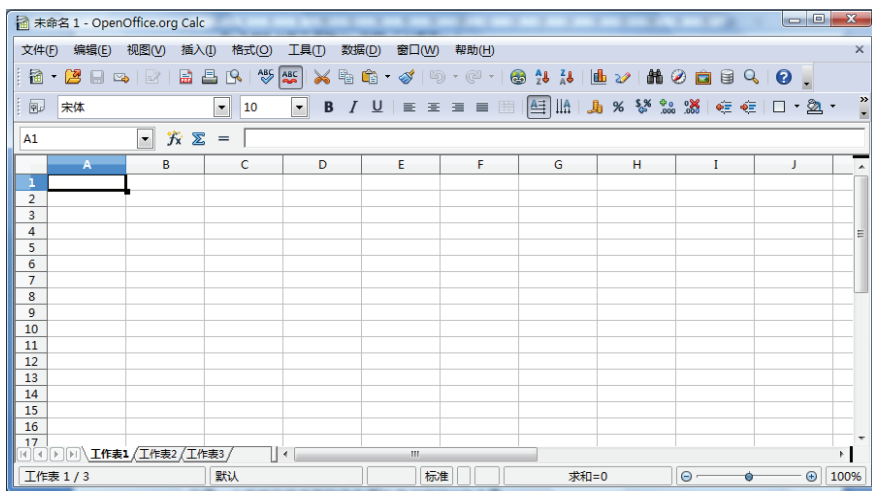 未命名 1 - OpenOffice.org Calc
文件(F) 编辑(E) 视图(V) 插入(I) 格式(O) 工具(T) 数据(D) 窗口(W) 帮助(H)
宋体 10 B I U
A1 =
A B C D E F G H I J
1
2
3
4
5
6
7
8
9
10
11
12
13
14
15
16
17
工作表1 工作表2 工作表3
工作表 1 / 3 默认 标准 求和=0 100%